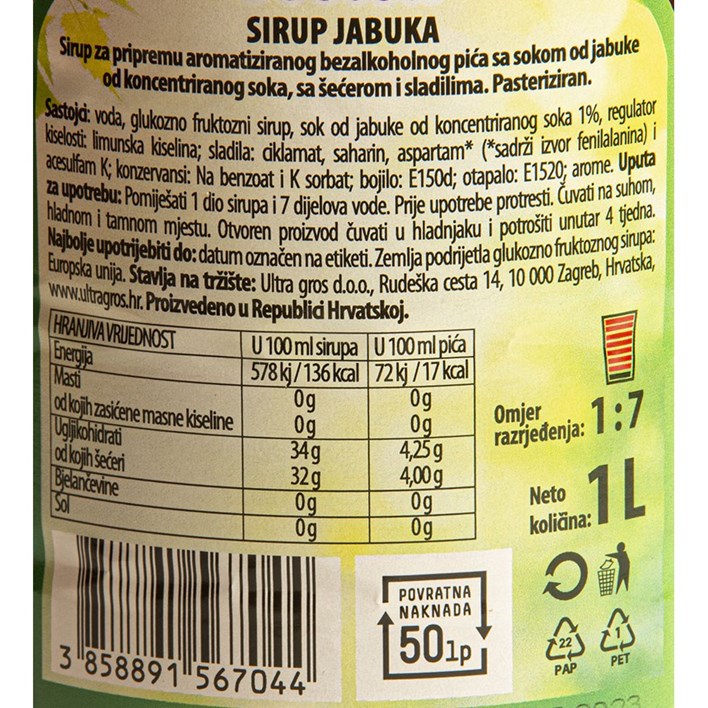 SIRUP JABUKA
Sirup za pripremu aromatiziranog bezalkoholnog pića sa sokom od jabuke
od koncentriranog soka, sa šećerom i sladilima. Pasteriziran.
Sastojci: voda, glukozno fruktozni sirup, sok od jabuke od koncentriranog soka 1%, regulator
kiselosti: limunska kiselina; sladila: ciklamat, saharin, aspartam* (*sadrži izvor fenilalanina) i
acesulfam K; konzervansi: Na benzoat i K sorbat; bojilo: E150d; otapalo: E1520; arome. Uputa
za upotrebu: Pomiješati 1 dio sirupa i 7 dijelova vode. Prije upotrebe protresti. Čuvati na suhom,
hladnom i tamnom mjestu. Otvoren proizvod čuvati u hladnjaku i potrošiti unutar 4 tjedna.
Najbolje upotrijebiti do: datum označen na etiketi. Zemlja podrijetla glukozno fruktoznog sirupa:
Europska unija. Stavlja na tržište: Ultra gros d.o.o., Rudeška cesta 14, 10 000 Zagreb, Hrvatska,
www.ultragros.hr. Proizvedeno u Republici Hrvatskoj.
HRANJIVA VRIJEDNOST U 100 ml sirupa U 100 ml pića
Energija 578 kj / 136 kcal 72 kj / 17 kcal
Masti 0g 0g
od kojih zasićene masne kiseline 0g 0g
Ugljikohidrati 34g 4,25g
od kojih šećeri 32g 4,00g
Bjelančevine 0g 0g
Sol 0g 0g
Omjer
razrjeđenja: 1:7
Neto
količina: 1L
POVRATNA
NAKNADA
50lp
22
PAP
1
PET
3 858891 567044